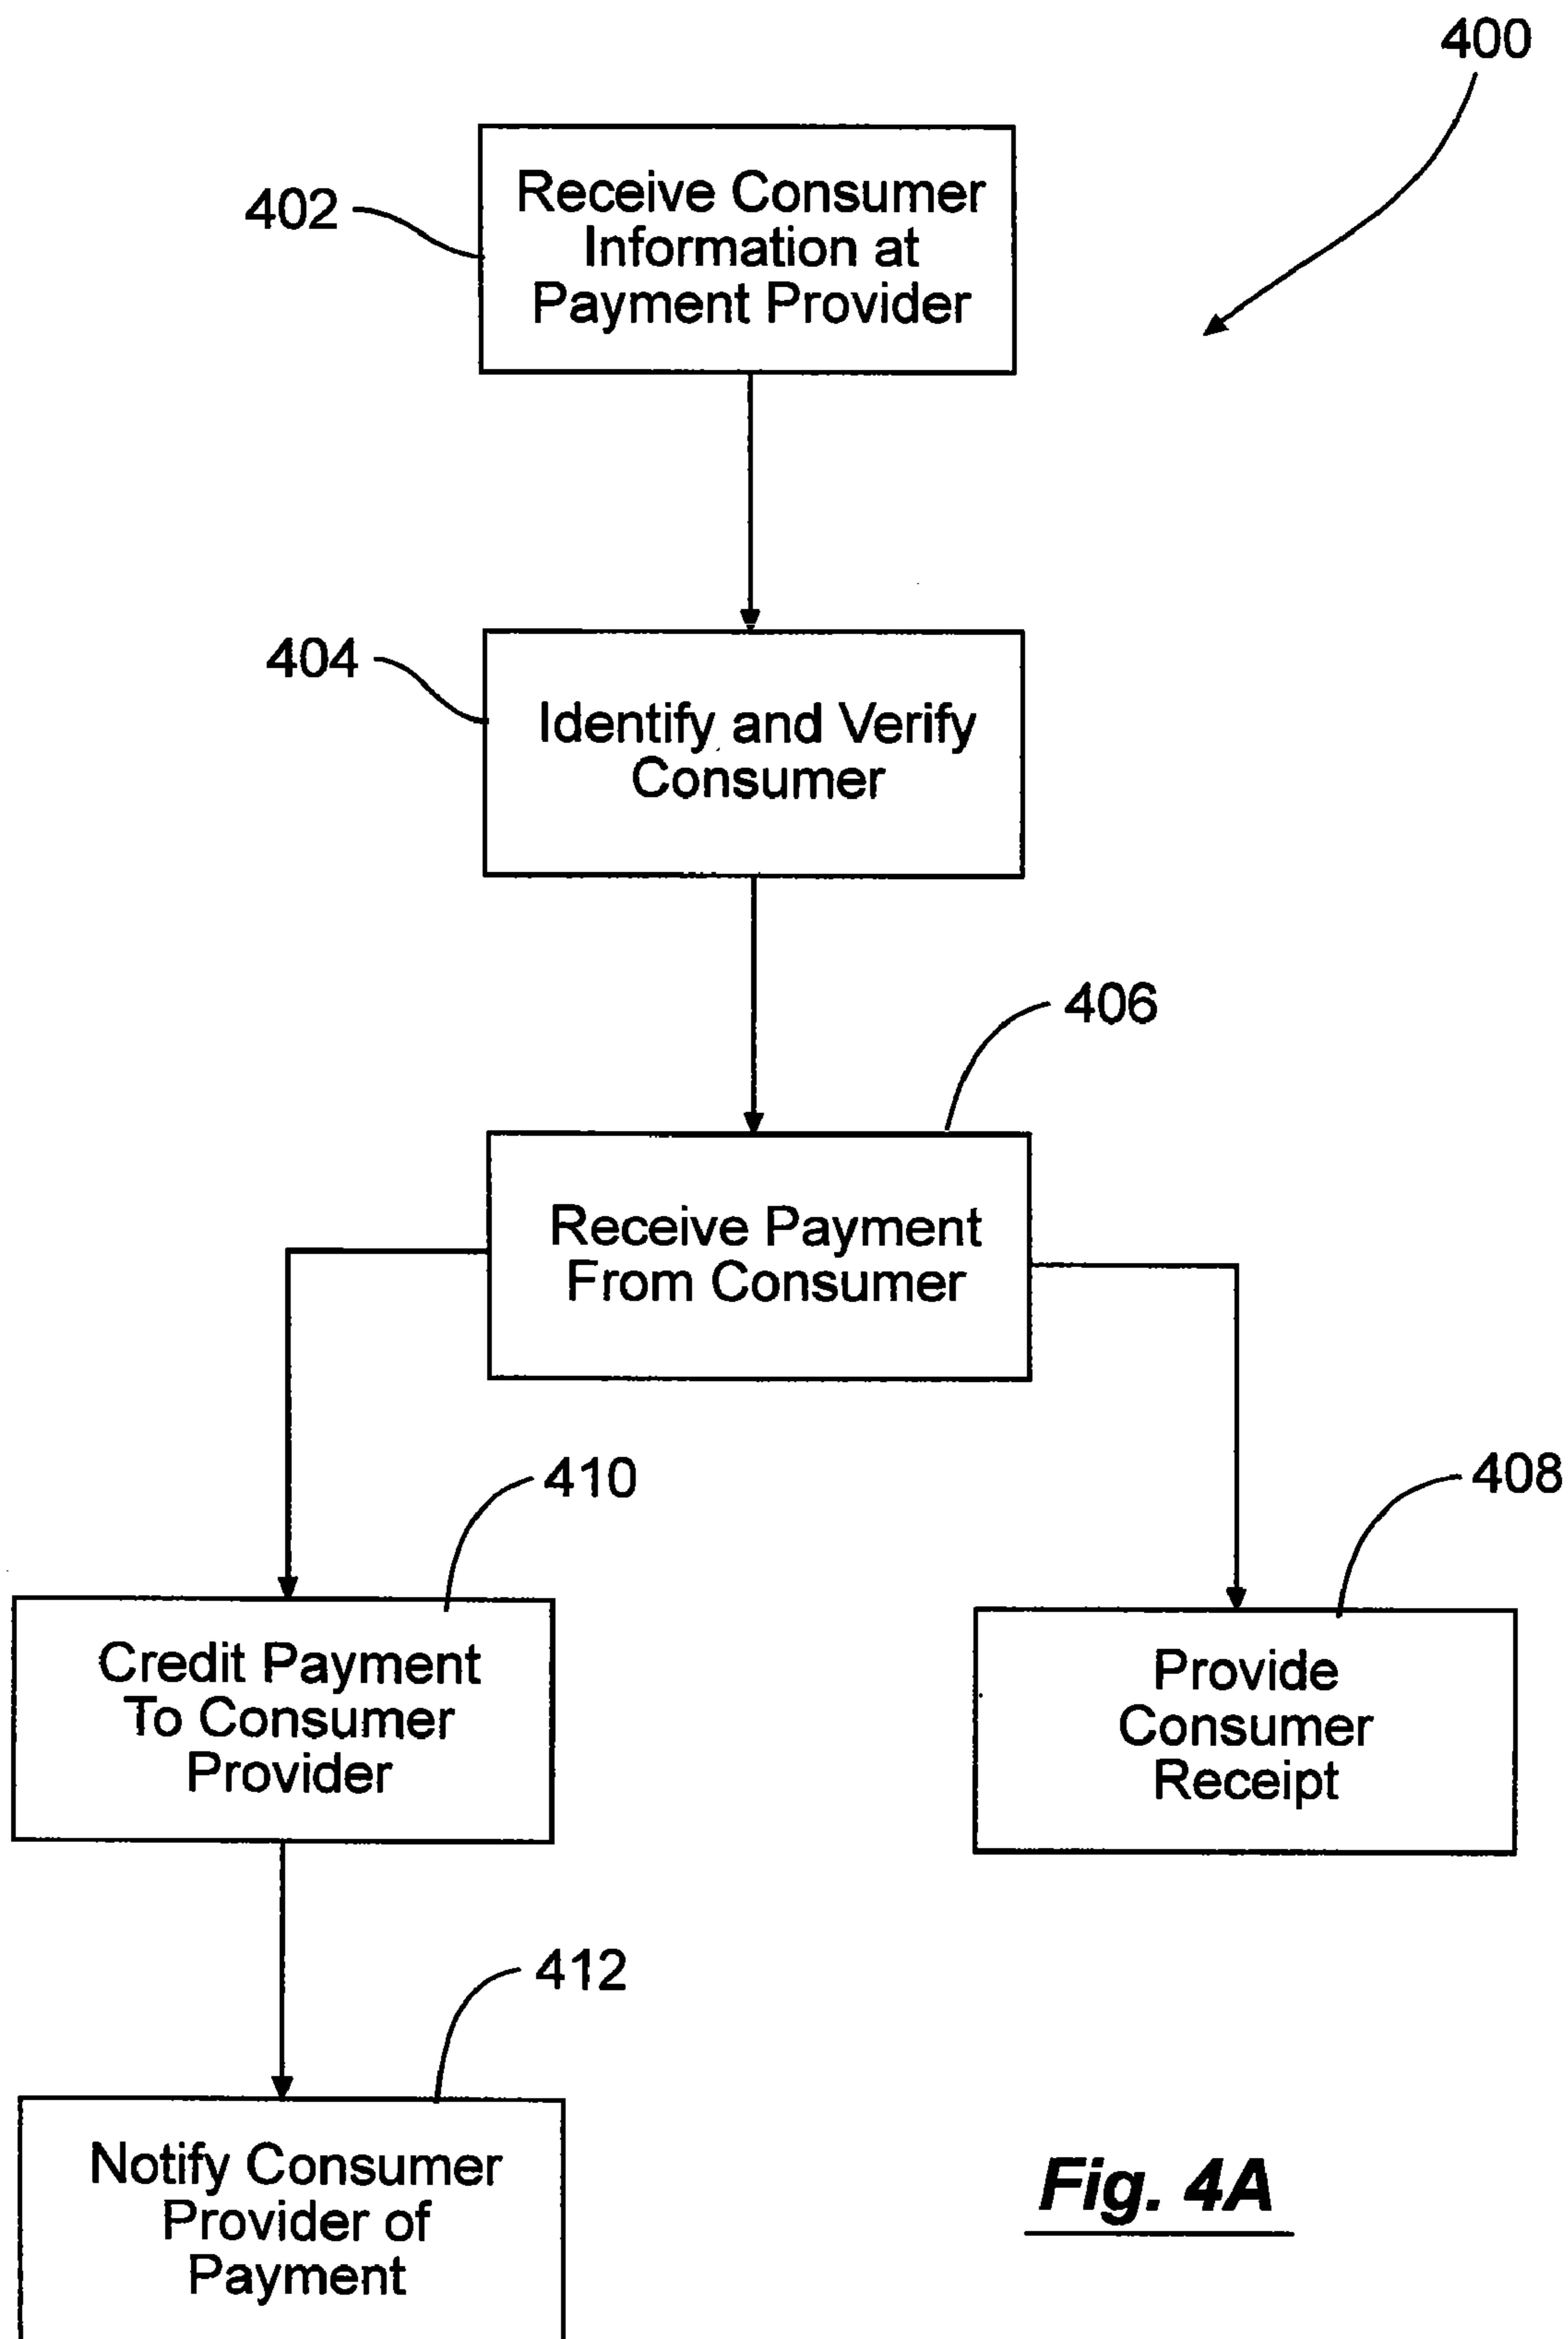 400
402
Receive Consumer
Information at
Payment Provider
404
Identify and Verify
Consumer
406
Receive Payment
From Consumer
410
408
Credit Payment
To Consumer
Provider
Provide
Consumer
Receipt
412
Notify Consumer
Provider of
Payment
Fig. 4A